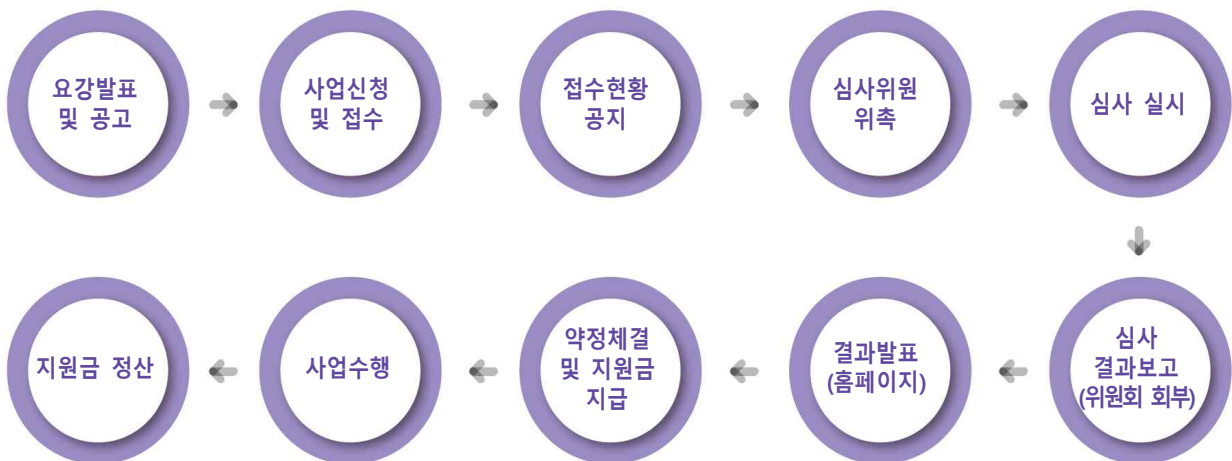 요강발표
및 공고
사업신청
및 접수
접수현황
공지
심사위원
위촉
심사 실시
심사
결과보고
(위원회 회부)
결과발표
(홈페이지)
약정체결
및 지원금
지급
사업수행
지원금 정산